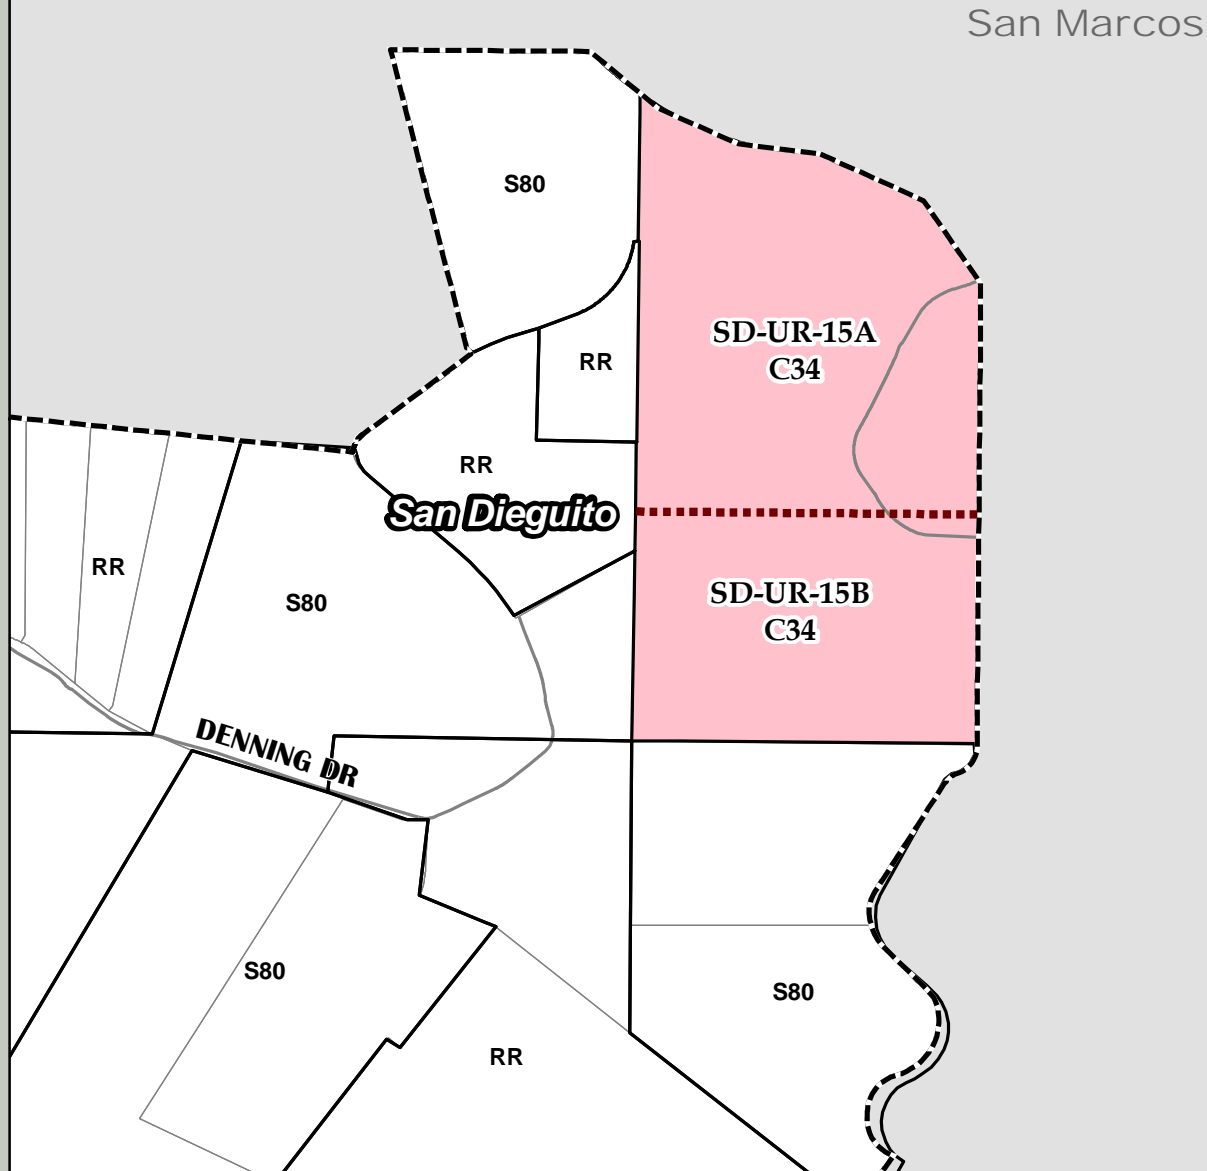 San Marcos
S80
SD-UR-15A
C34
RR
RR
San Dieguito
RR
S80
SD-UR-15B
C34
DENNING DR
S80
S80
RR